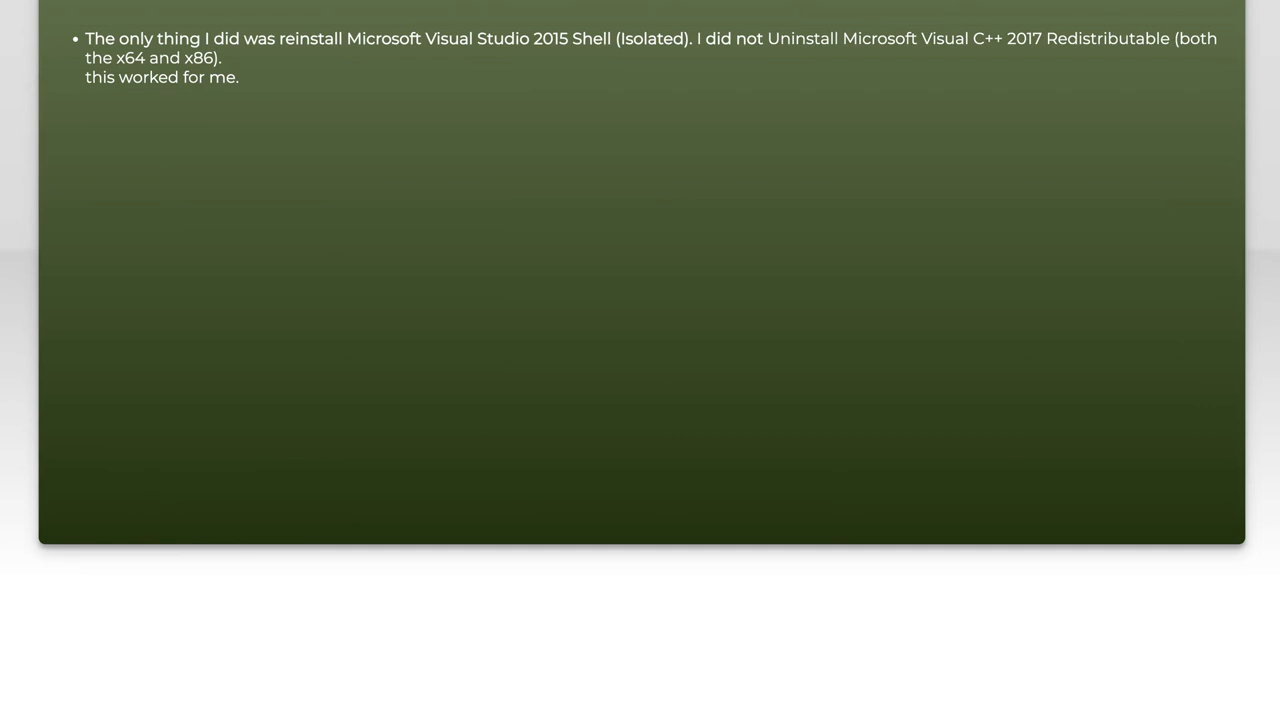 • The only thing I did was reinstall Microsoft Visual Studio 2015 Shell (Isolated). I did not Uninstall Microsoft Visual C++ 2017 Redistributable (both
the x64 and x86).
this worked for me.